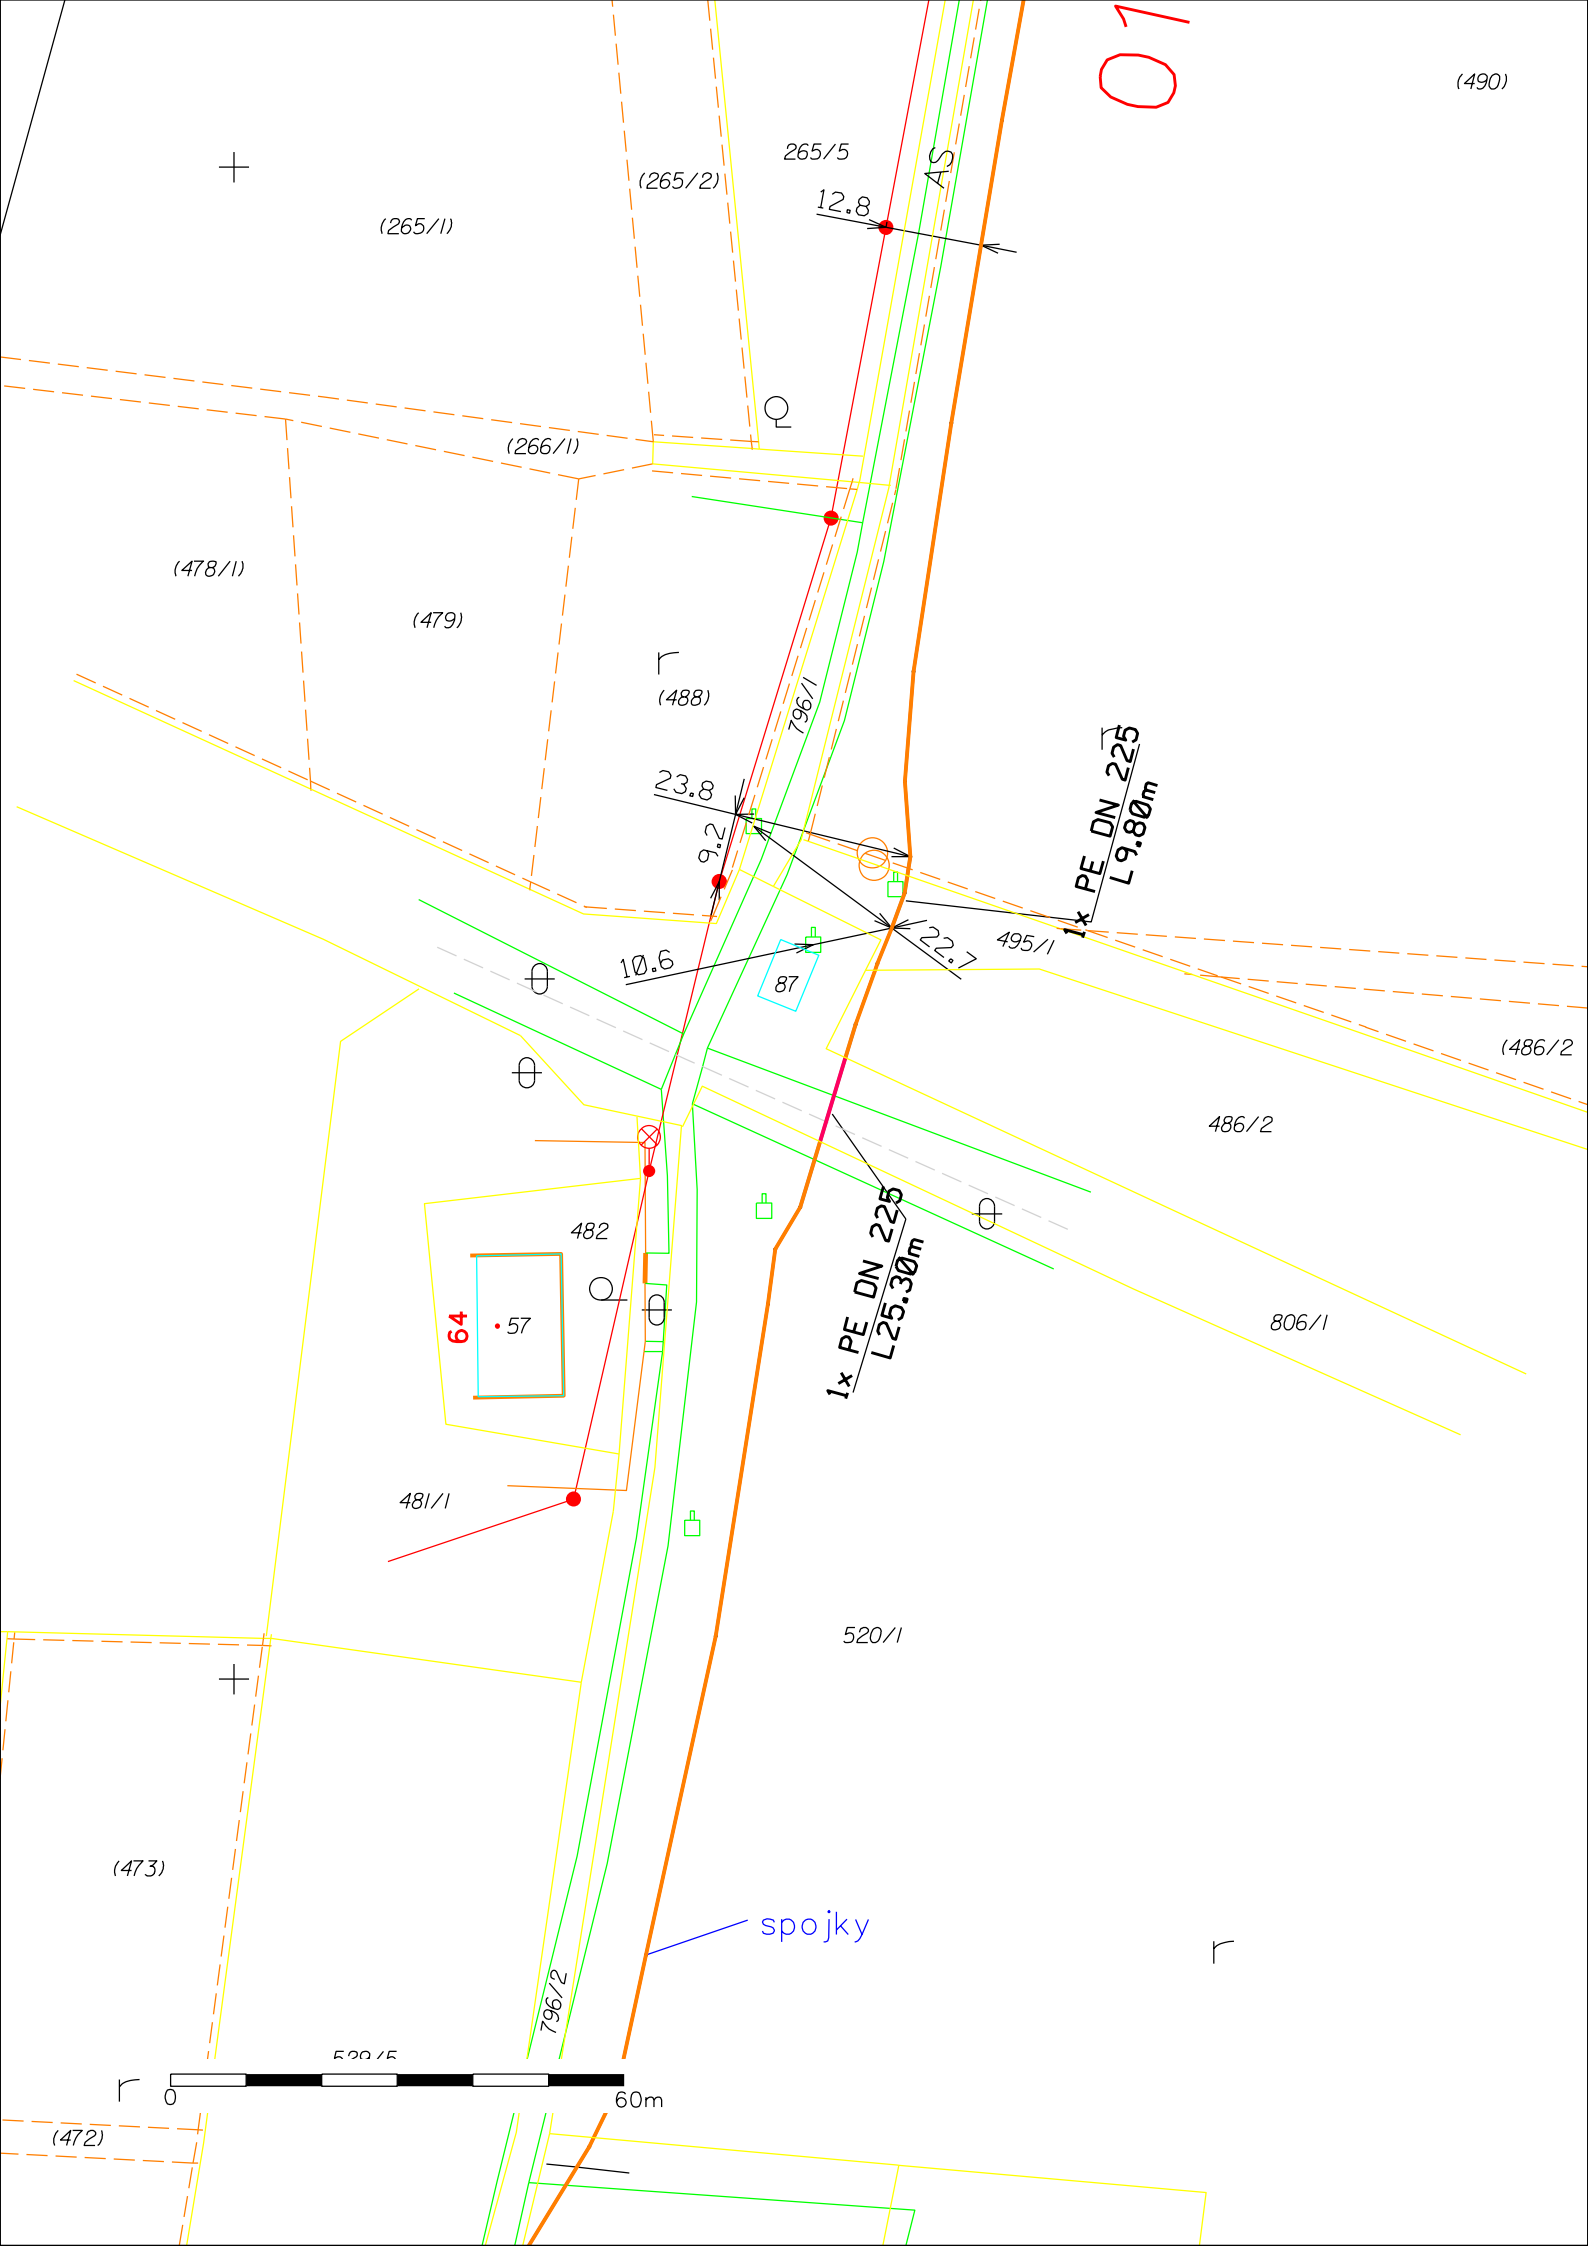 01
(490)
265/5
(265/2)
AS
12.8
(265/1)
(266/1)
(478/1)
(479)
r
(488)
796/1
r
23.8
9.2
1x PE DN 225
L9.80m
10.6
22.7
495/1
87
(486/2
486/2
482
1x PE DN 225
L25.30m
806/1
64
57
481/1
520/1
(473)
spojky
r
796/2
529/5
r
0
60m
(472)